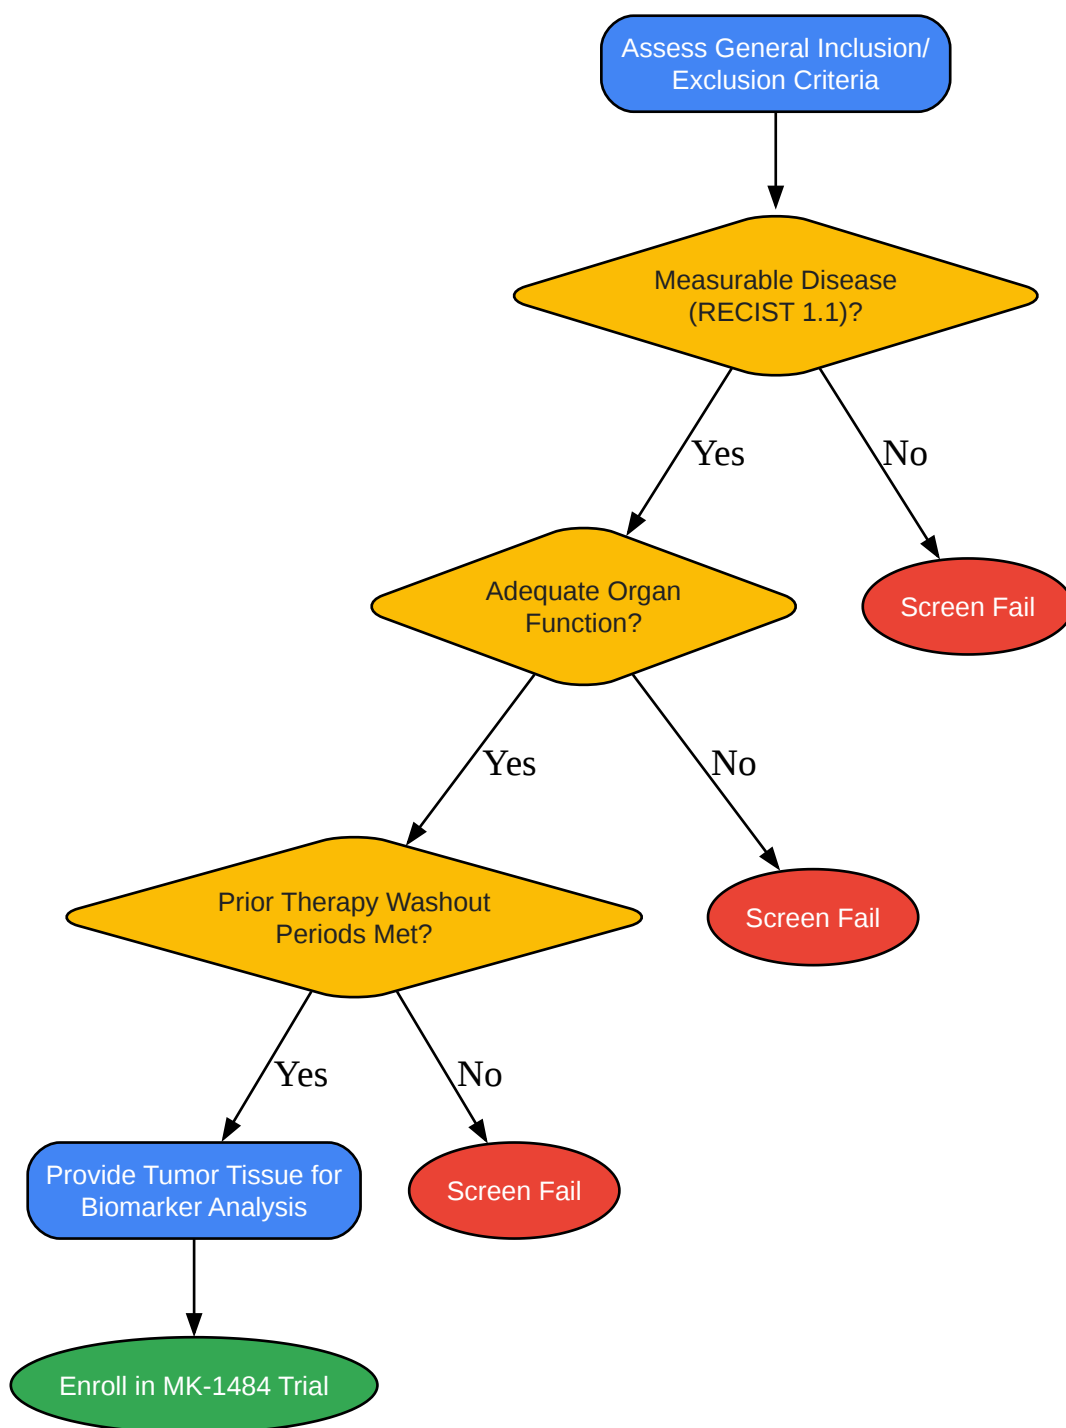 Assess General Inclusion/
Exclusion Criteria
Measurable Disease
(RECIST 1.1)?
Yes
No
Adequate Organ
Function?
Screen Fail
Yes
No
Prior Therapy Washout
Periods Met?
Screen Fail
Yes
No
Provide Tumor Tissue for
Biomarker Analysis
Screen Fail
Enroll in MK-1484 Trial